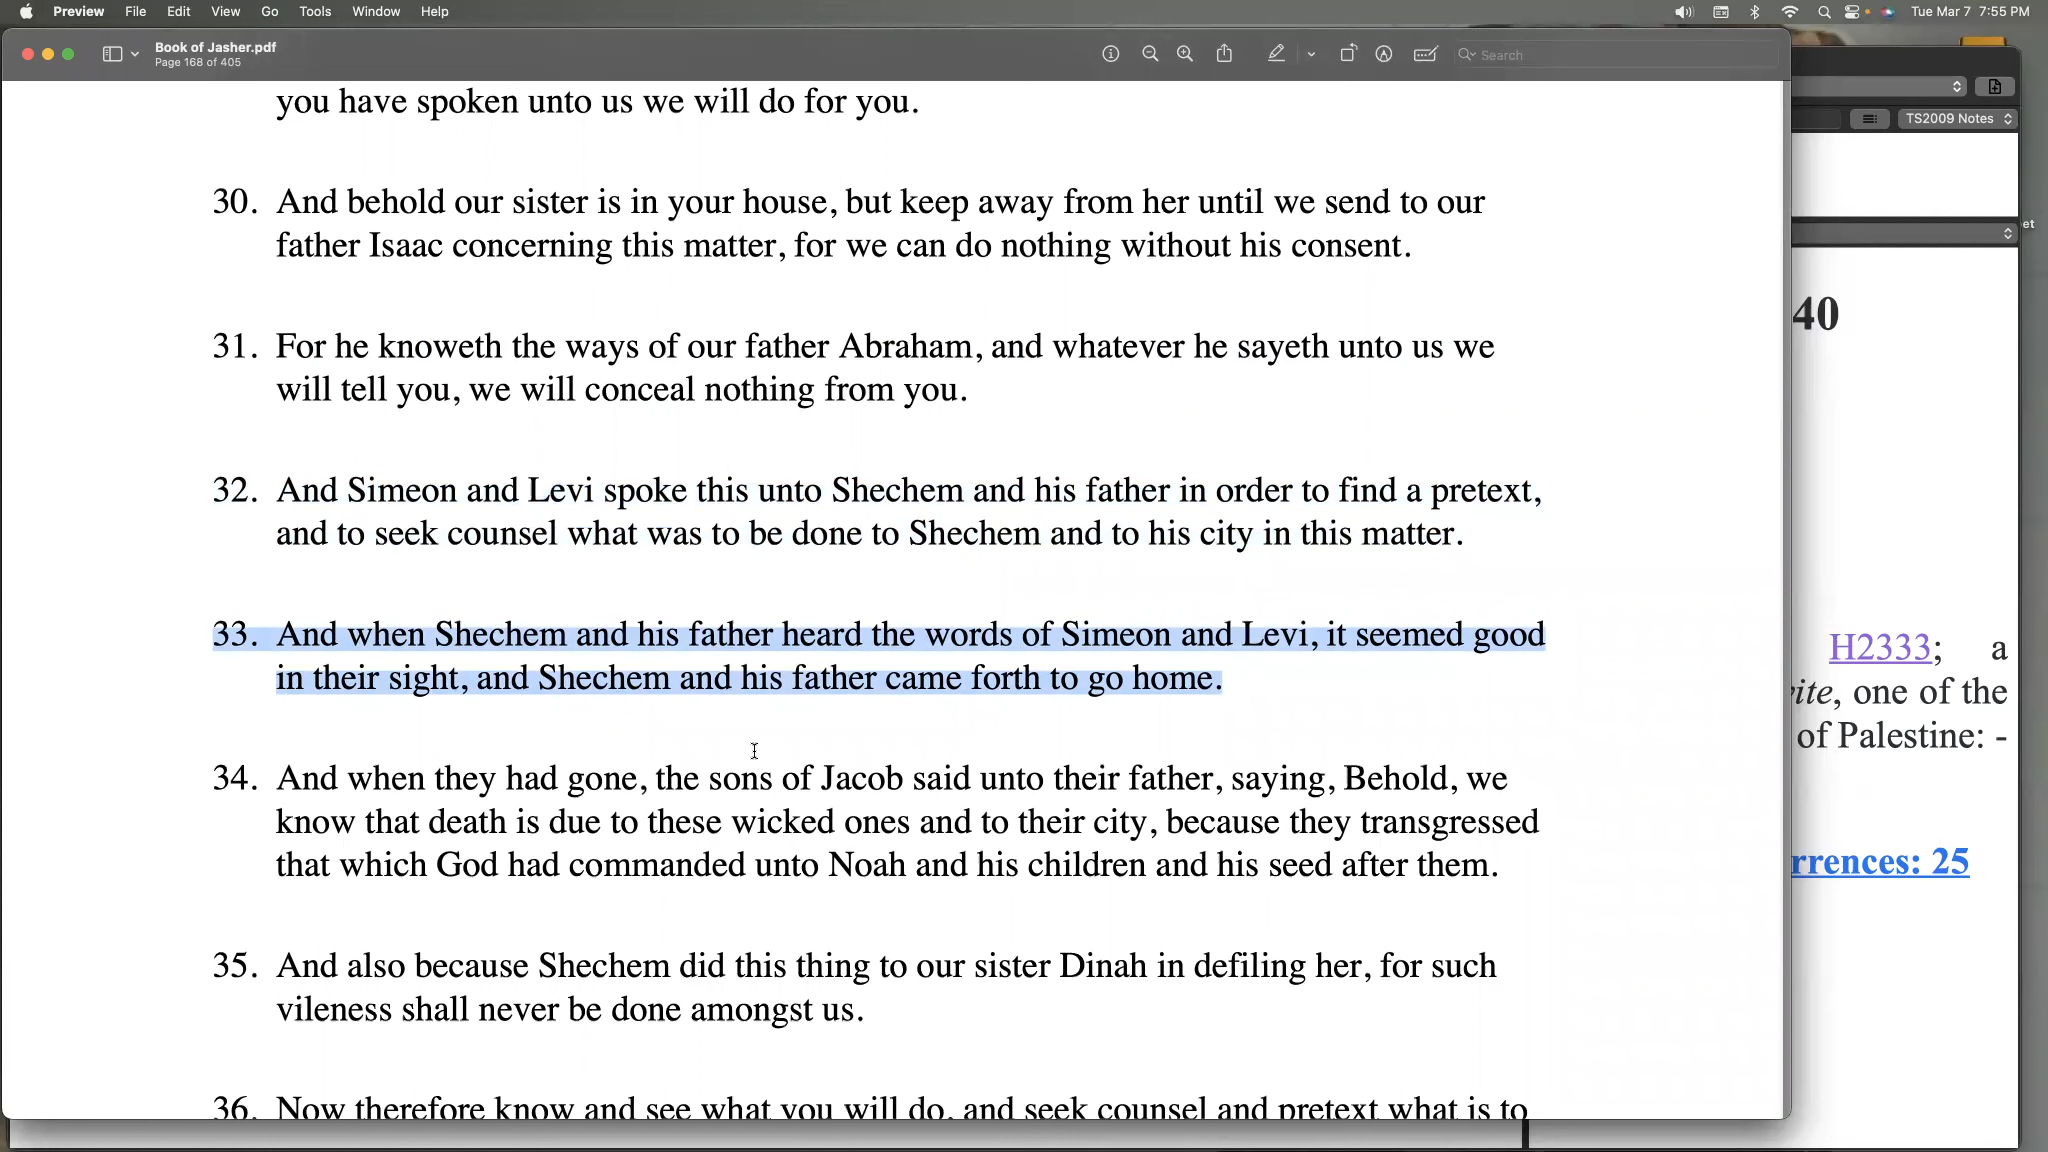 Preview File Edit View Go Tools Window Help
Tue Mar 7 7:55 PM
Book of Jasher.pdf
Page 168 of 405
Search
TS2009 Notes
you have spoken unto us we will do for you.
30. And behold our sister is in your house, but keep away from her until we send to our
father Isaac concerning this matter, for we can do nothing without his consent.
31. For he knoweth the ways of our father Abraham, and whatever he sayeth unto us we
will tell you, we will conceal nothing from you.
32. And Simeon and Levi spoke this unto Shechem and his father in order to find a pretext,
and to seek counsel what was to be done to Shechem and to his city in this matter.
33. And when Shechem and his father heard the words of Simeon and Levi, it seemed good
in their sight, and Shechem and his father came forth to go home.
34. And when they had gone, the sons of Jacob said unto their father, saying, Behold, we
know that death is due to these wicked ones and to their city, because they transgressed
that which God had commanded unto Noah and his children and his seed after them.
35. And also because Shechem did this thing to our sister Dinah in defiling her, for such
vileness shall never be done amongst us.
36. Now therefore know and see what you will do, and seek counsel and pretext what is to
et
40
H2333; a
ite, one of the
of Palestine: -
rrences: 25